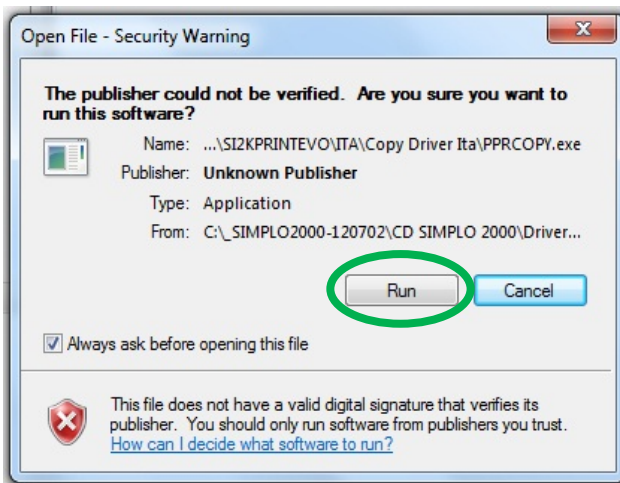 Open File - Security Warning
The publisher could not be verified.  Are you sure you want to
run this software?
Name: ...\SI2KPRINTEVO\ITA\Copy Driver Ita\PPRCOPY.exe
Publisher: Unknown Publisher
Type: Application
From: C:\_SIMPLO2000-120702\CD SIMPLO 2000\Driver...
Run Cancel
Always ask before opening this file
This file does not have a valid digital signature that verifies its
publisher.  You should only run software from publishers you trust.
How can I decide what software to run?